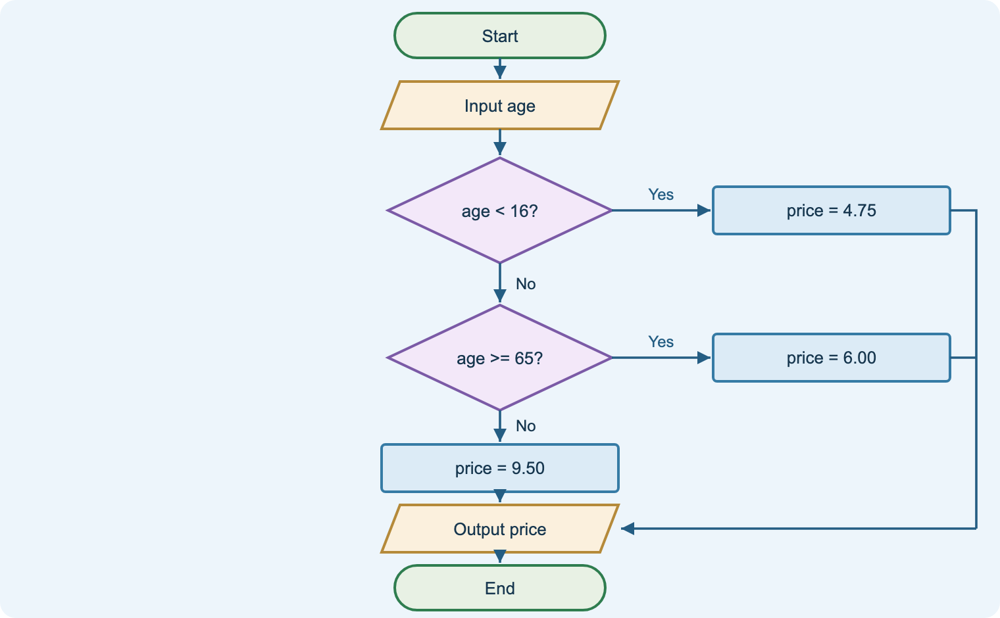 Start
Input age
age < 16?
Yes
price = 4.75
No
age >= 65?
Yes
price = 6.00
No
price = 9.50
Output price
End